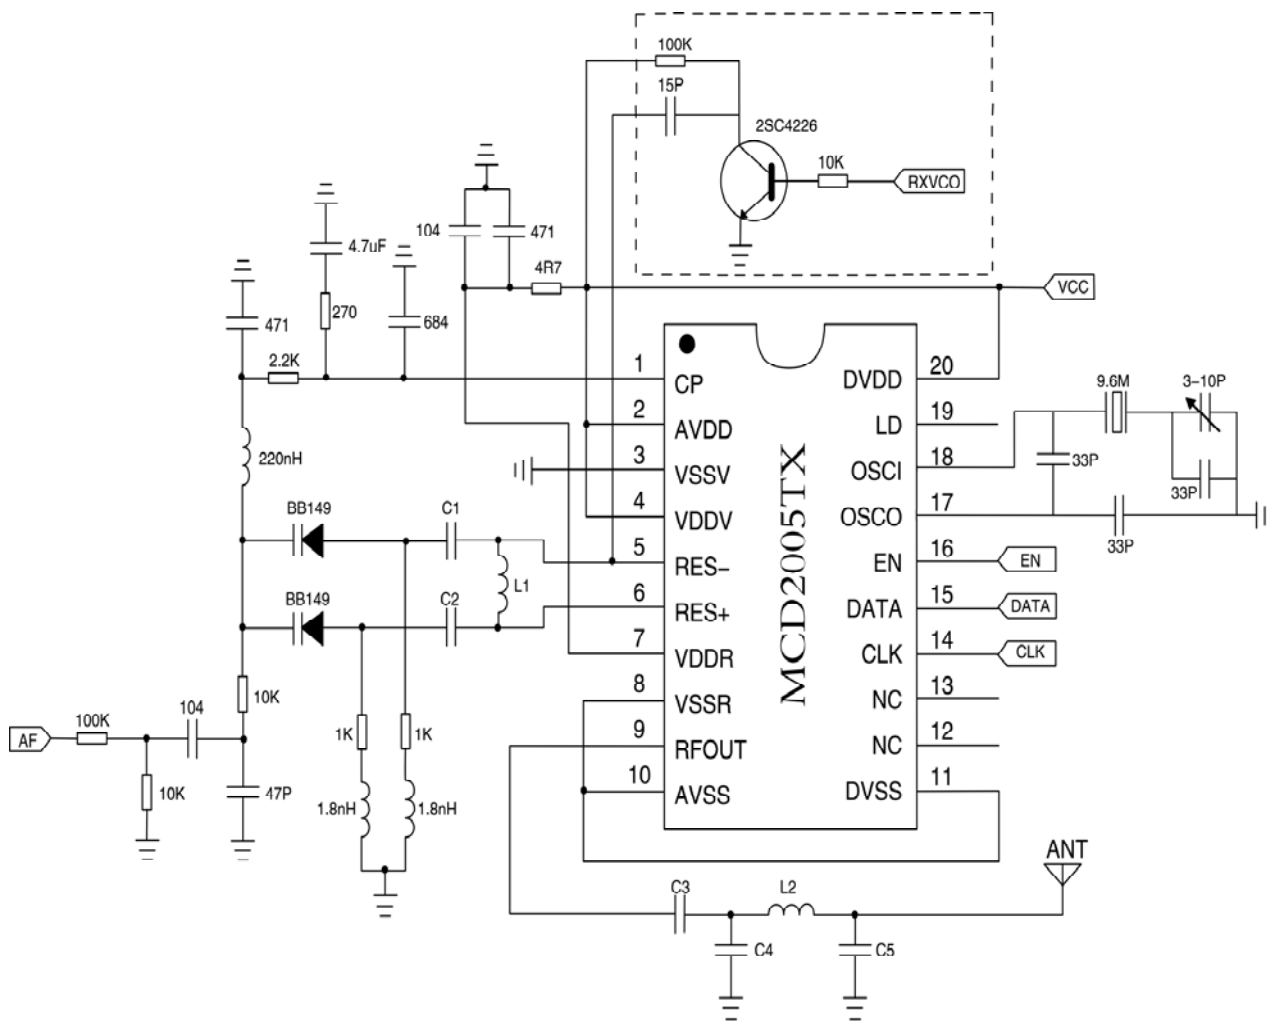 100K
15P
2SC4226
10K
RXVCO
104
471
4R7
VCC
4.7uF
270
684
471
2.2K
220nH
BB149
BB149
C1
C2
L1
10K
104
100K
AF
10K
47P
1K
1K
1.8nH
1.8nH
MCD2005TX
1
CP
2
AVDD
3
VSSV
4
VDDV
5
RES−
6
RES+
7
VDDR
8
VSSR
9
RFOUT
10
AVSS
DVDD
20
LD
19
OSCI
18
OSCO
17
EN
16
EN
DATA
15
DATA
CLK
14
CLK
NC
13
NC
12
DVSS
11
9.6M
3−10P
33P
33P
33P
ANT
C3
L2
C4
C5